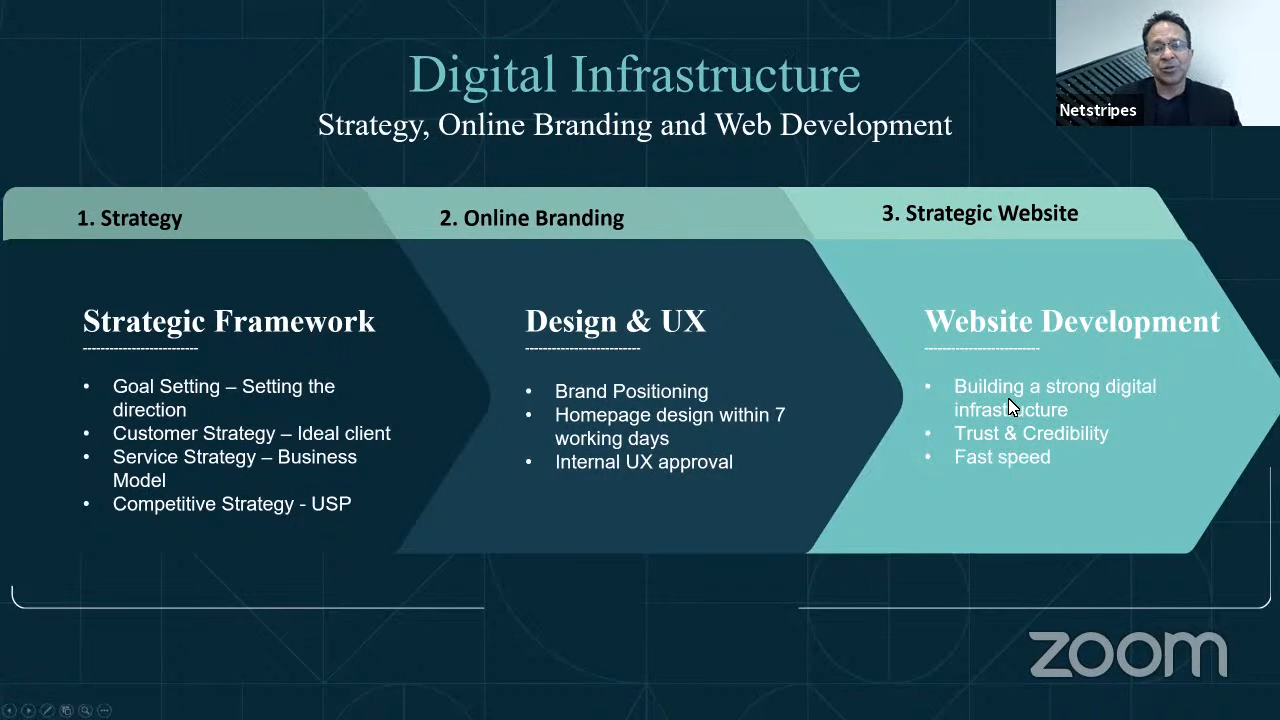 Digital Infrastructure
Strategy, Online Branding and Web Development
Netstripes
1. Strategy
2. Online Branding
3. Strategic Website
Strategic Framework
--------------------------
• Goal Setting – Setting the
direction
• Customer Strategy – Ideal client
• Service Strategy – Business
Model
• Competitive Strategy - USP
Design & UX
--------------------------
• Brand Positioning
• Homepage design within 7
working days
• Internal UX approval
Website Development
--------------------------
• Building a strong digital
infrastructure
• Trust & Credibility
• Fast speed
zoom